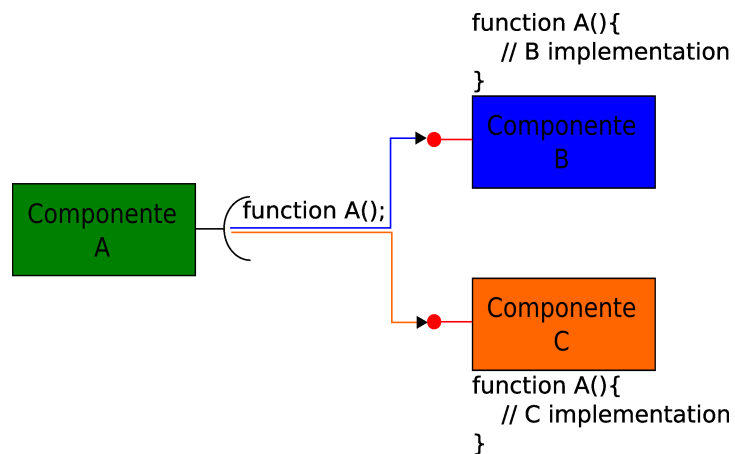 function A(){
    // B implementation
}
Componente
B
Componente
A
function A();
Componente
C
function A(){
    // C implementation
}